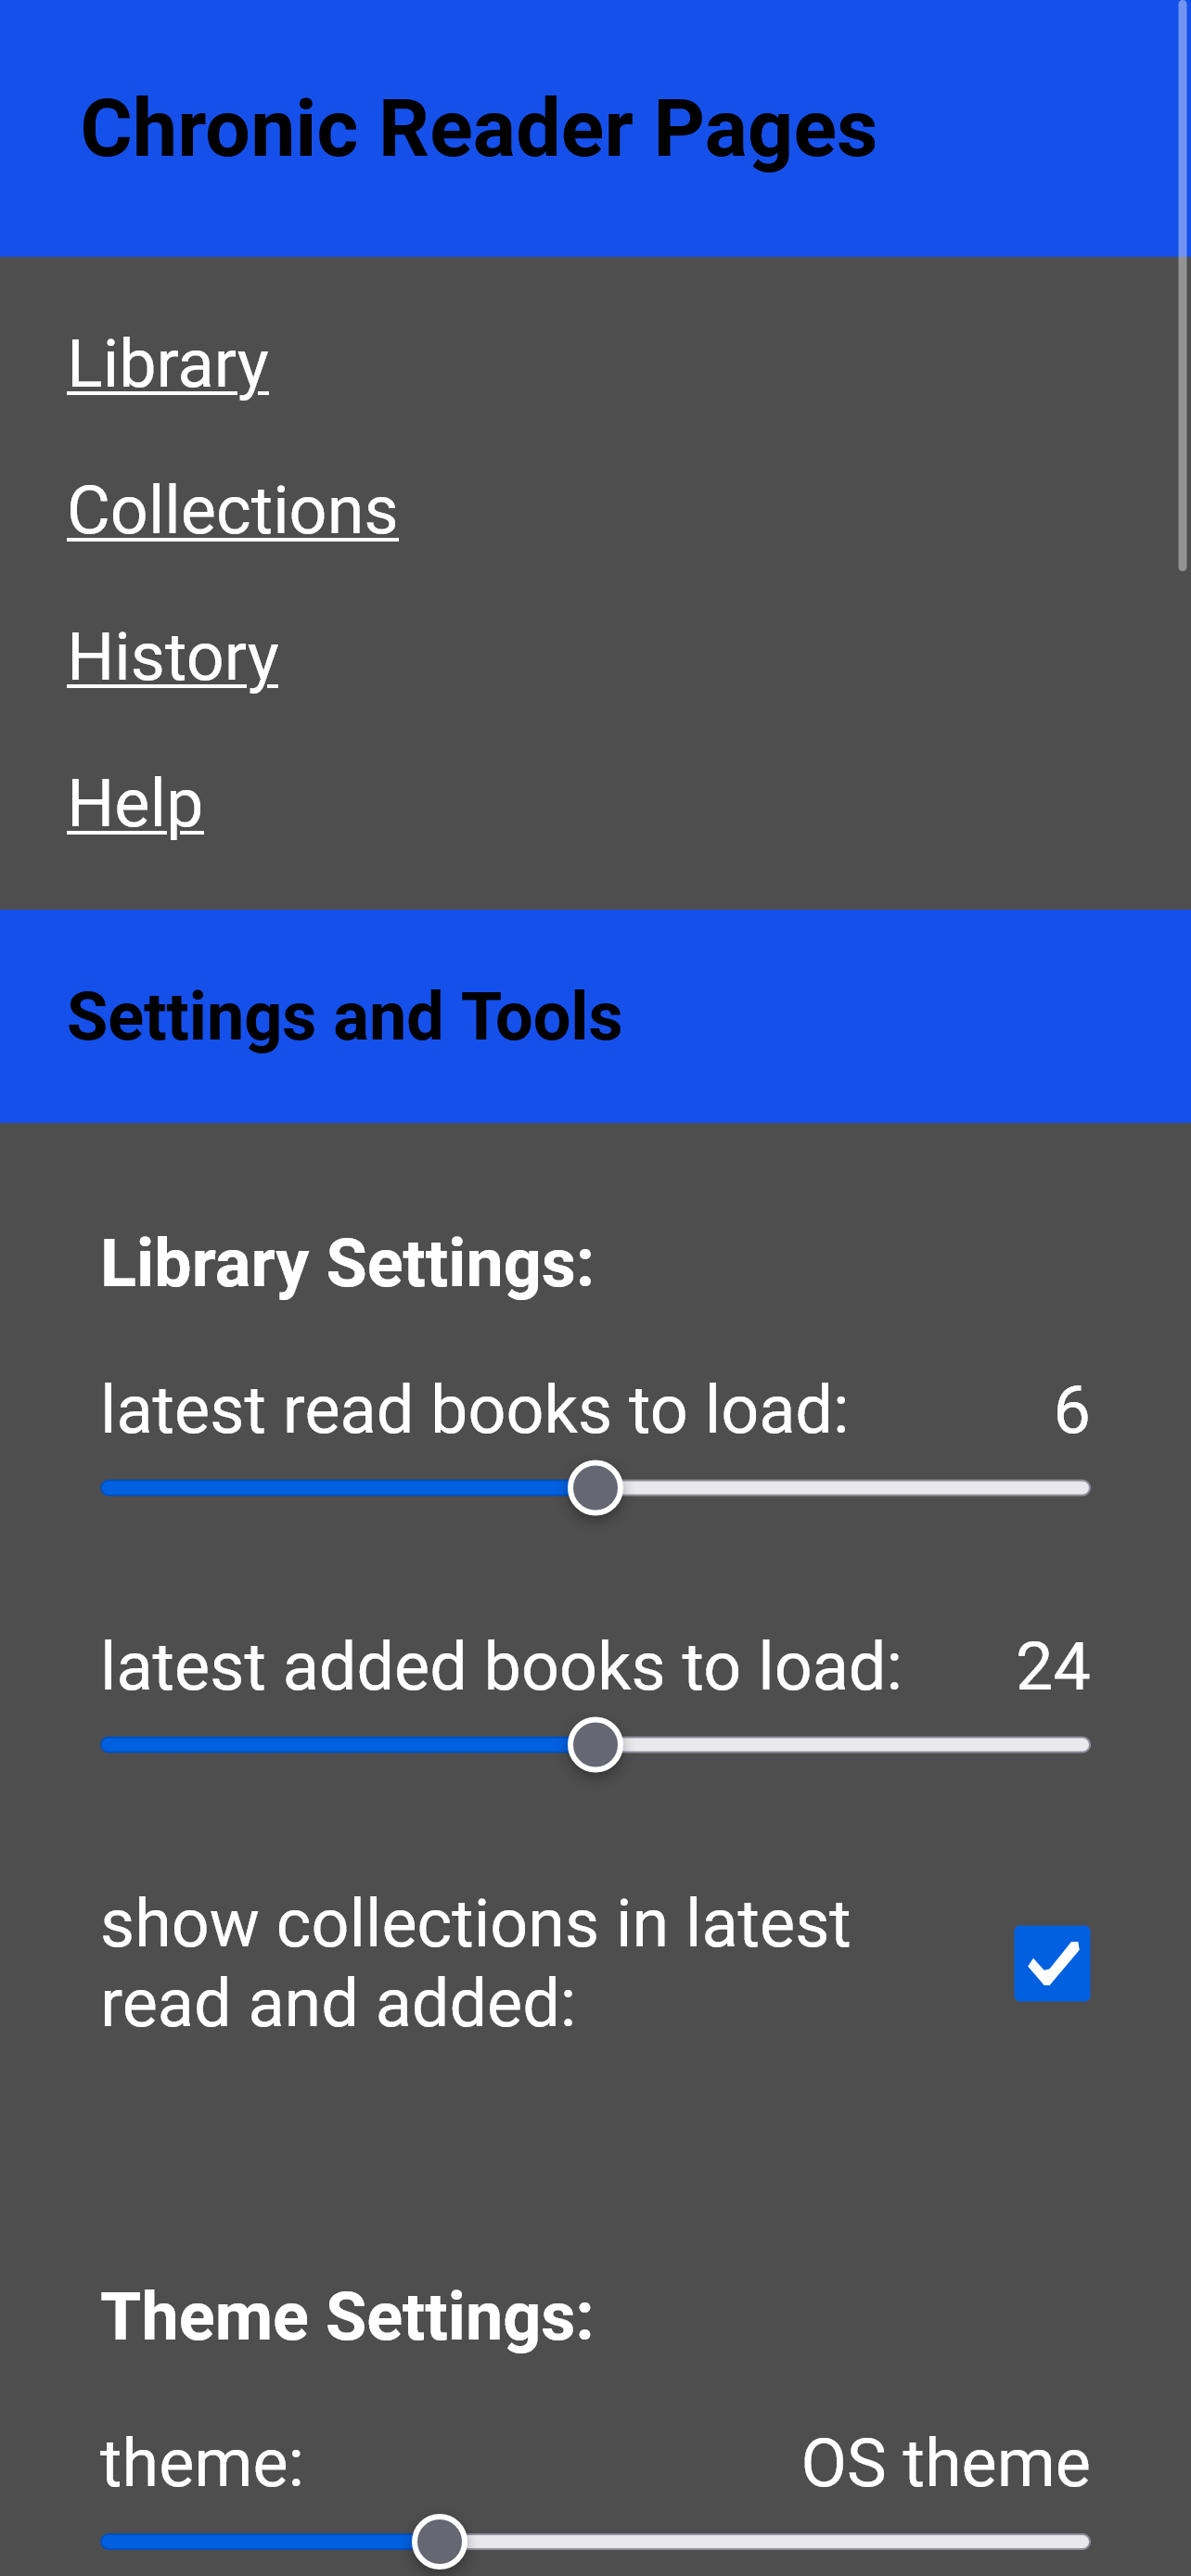 Chronic Reader Pages
Library
Collections
History
Help
Settings and Tools
Library Settings:
latest read books to load: 6
latest added books to load: 24
show collections in latest
read and added:
Theme Settings:
theme: OS theme